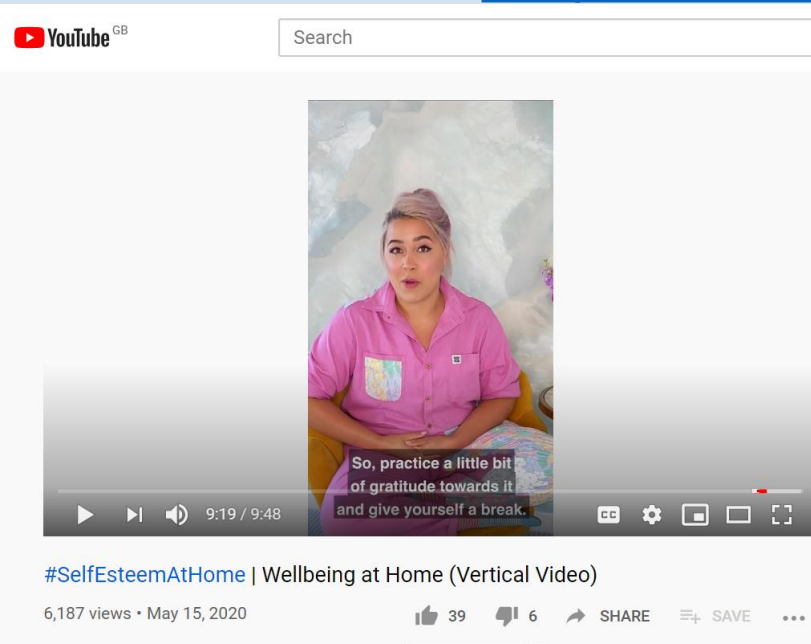 YouTube GB
Search
So, practice a little bit
of gratitude towards it
and give yourself a break.
9:19 / 9:48
CC
#SelfEsteemAtHome | Wellbeing at Home (Vertical Video)
6,187 views • May 15, 2020
39
6
SHARE
SAVE